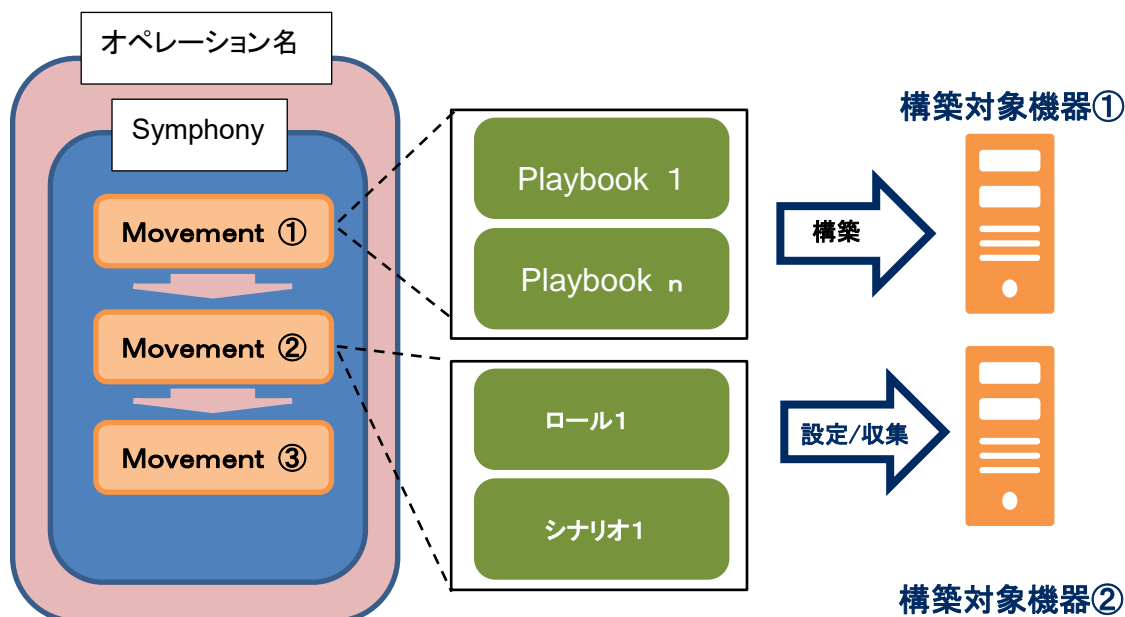 オペレーション名
Symphony
Movement ①
Movement ②
Movement ③
Playbook 1
Playbook n
ロール1
シナリオ1
構築
設定/収集
構築対象機器①
構築対象機器②